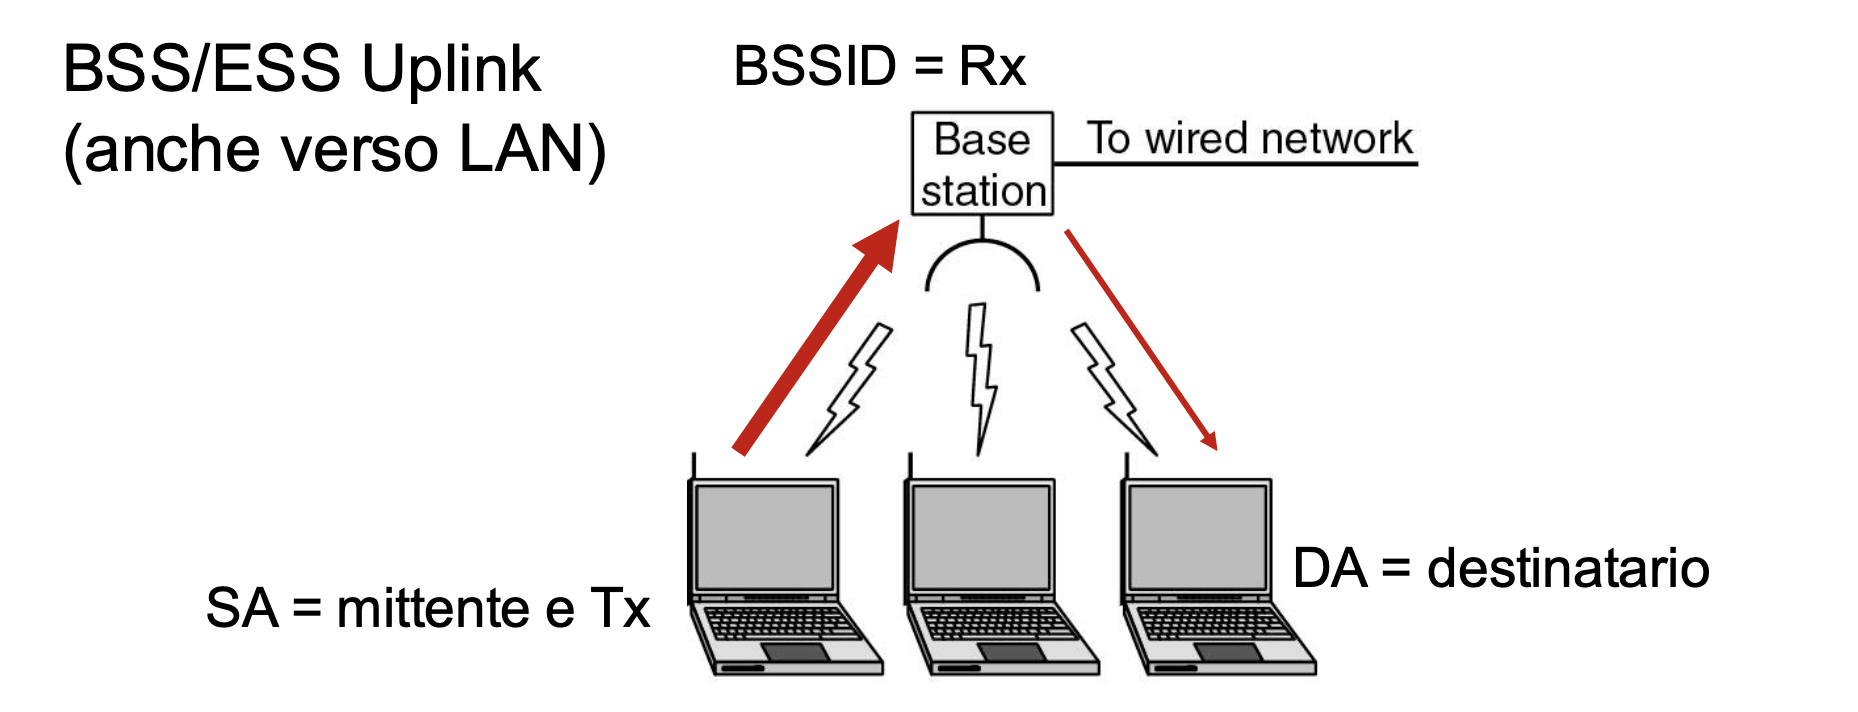 BSS/ESS Uplink
(anche verso LAN)
BSSID = Rx
Base
station
To wired network
SA = mittente e Tx
DA = destinatario